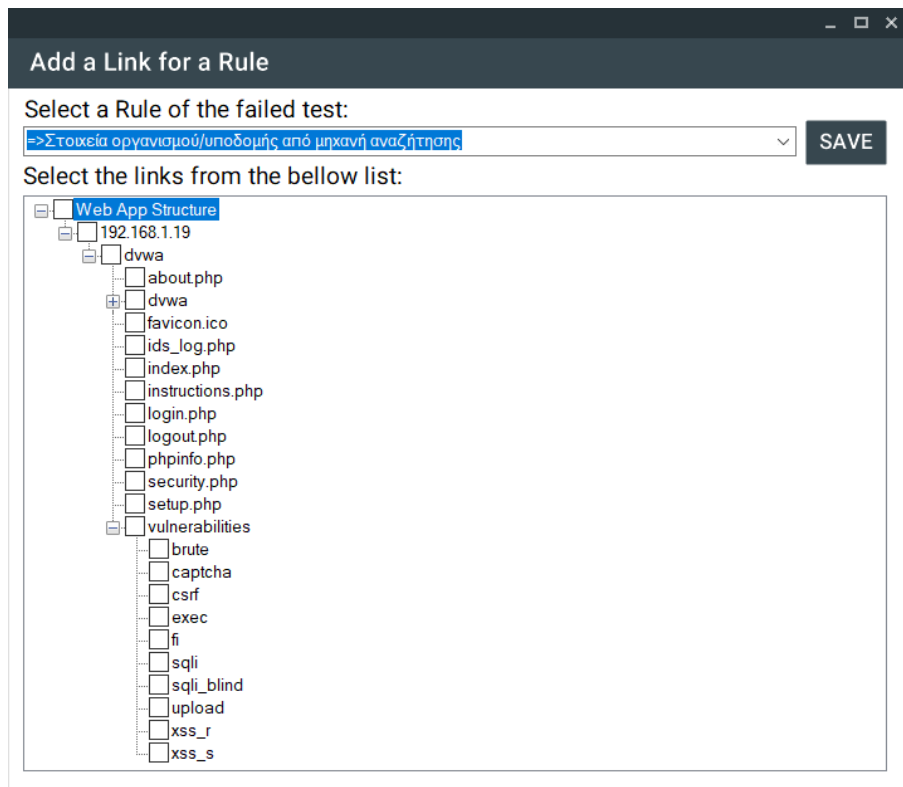 Add a Link for a Rule
Select a Rule of the failed test:
=>Στοιχεία οργανισμού/υποδομής από μηχανή αναζήτησης
SAVE
Select the links from the bellow list:
Web App Structure
192.168.1.19
dvwa
about.php
dvwa
favicon.ico
ids_log.php
index.php
instructions.php
login.php
logout.php
phpinfo.php
security.php
setup.php
vulnerabilities
brute
captcha
csrf
exec
fi
sqli
sqli_blind
upload
xss_r
xss_s